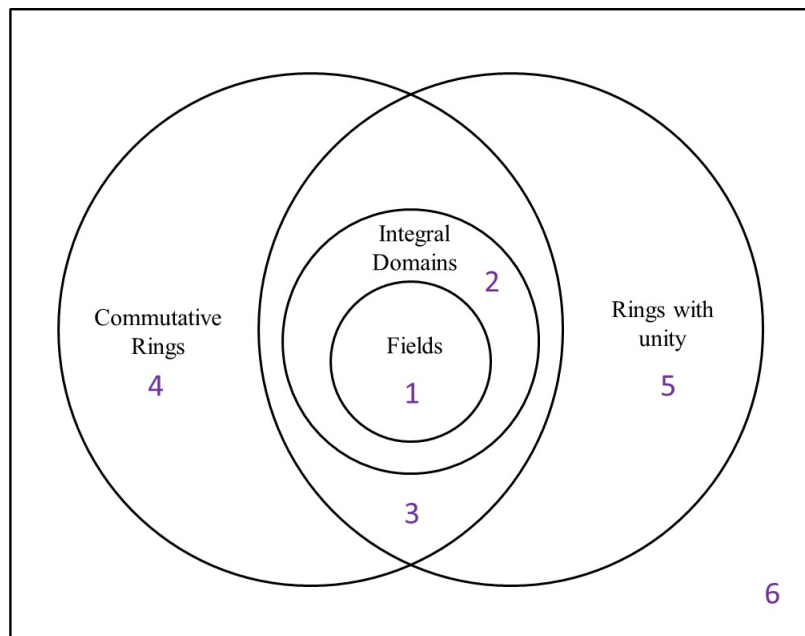 Integral
Domains
2
Commutative
Rings
4
Fields
1
Rings with
unity
5
3
6